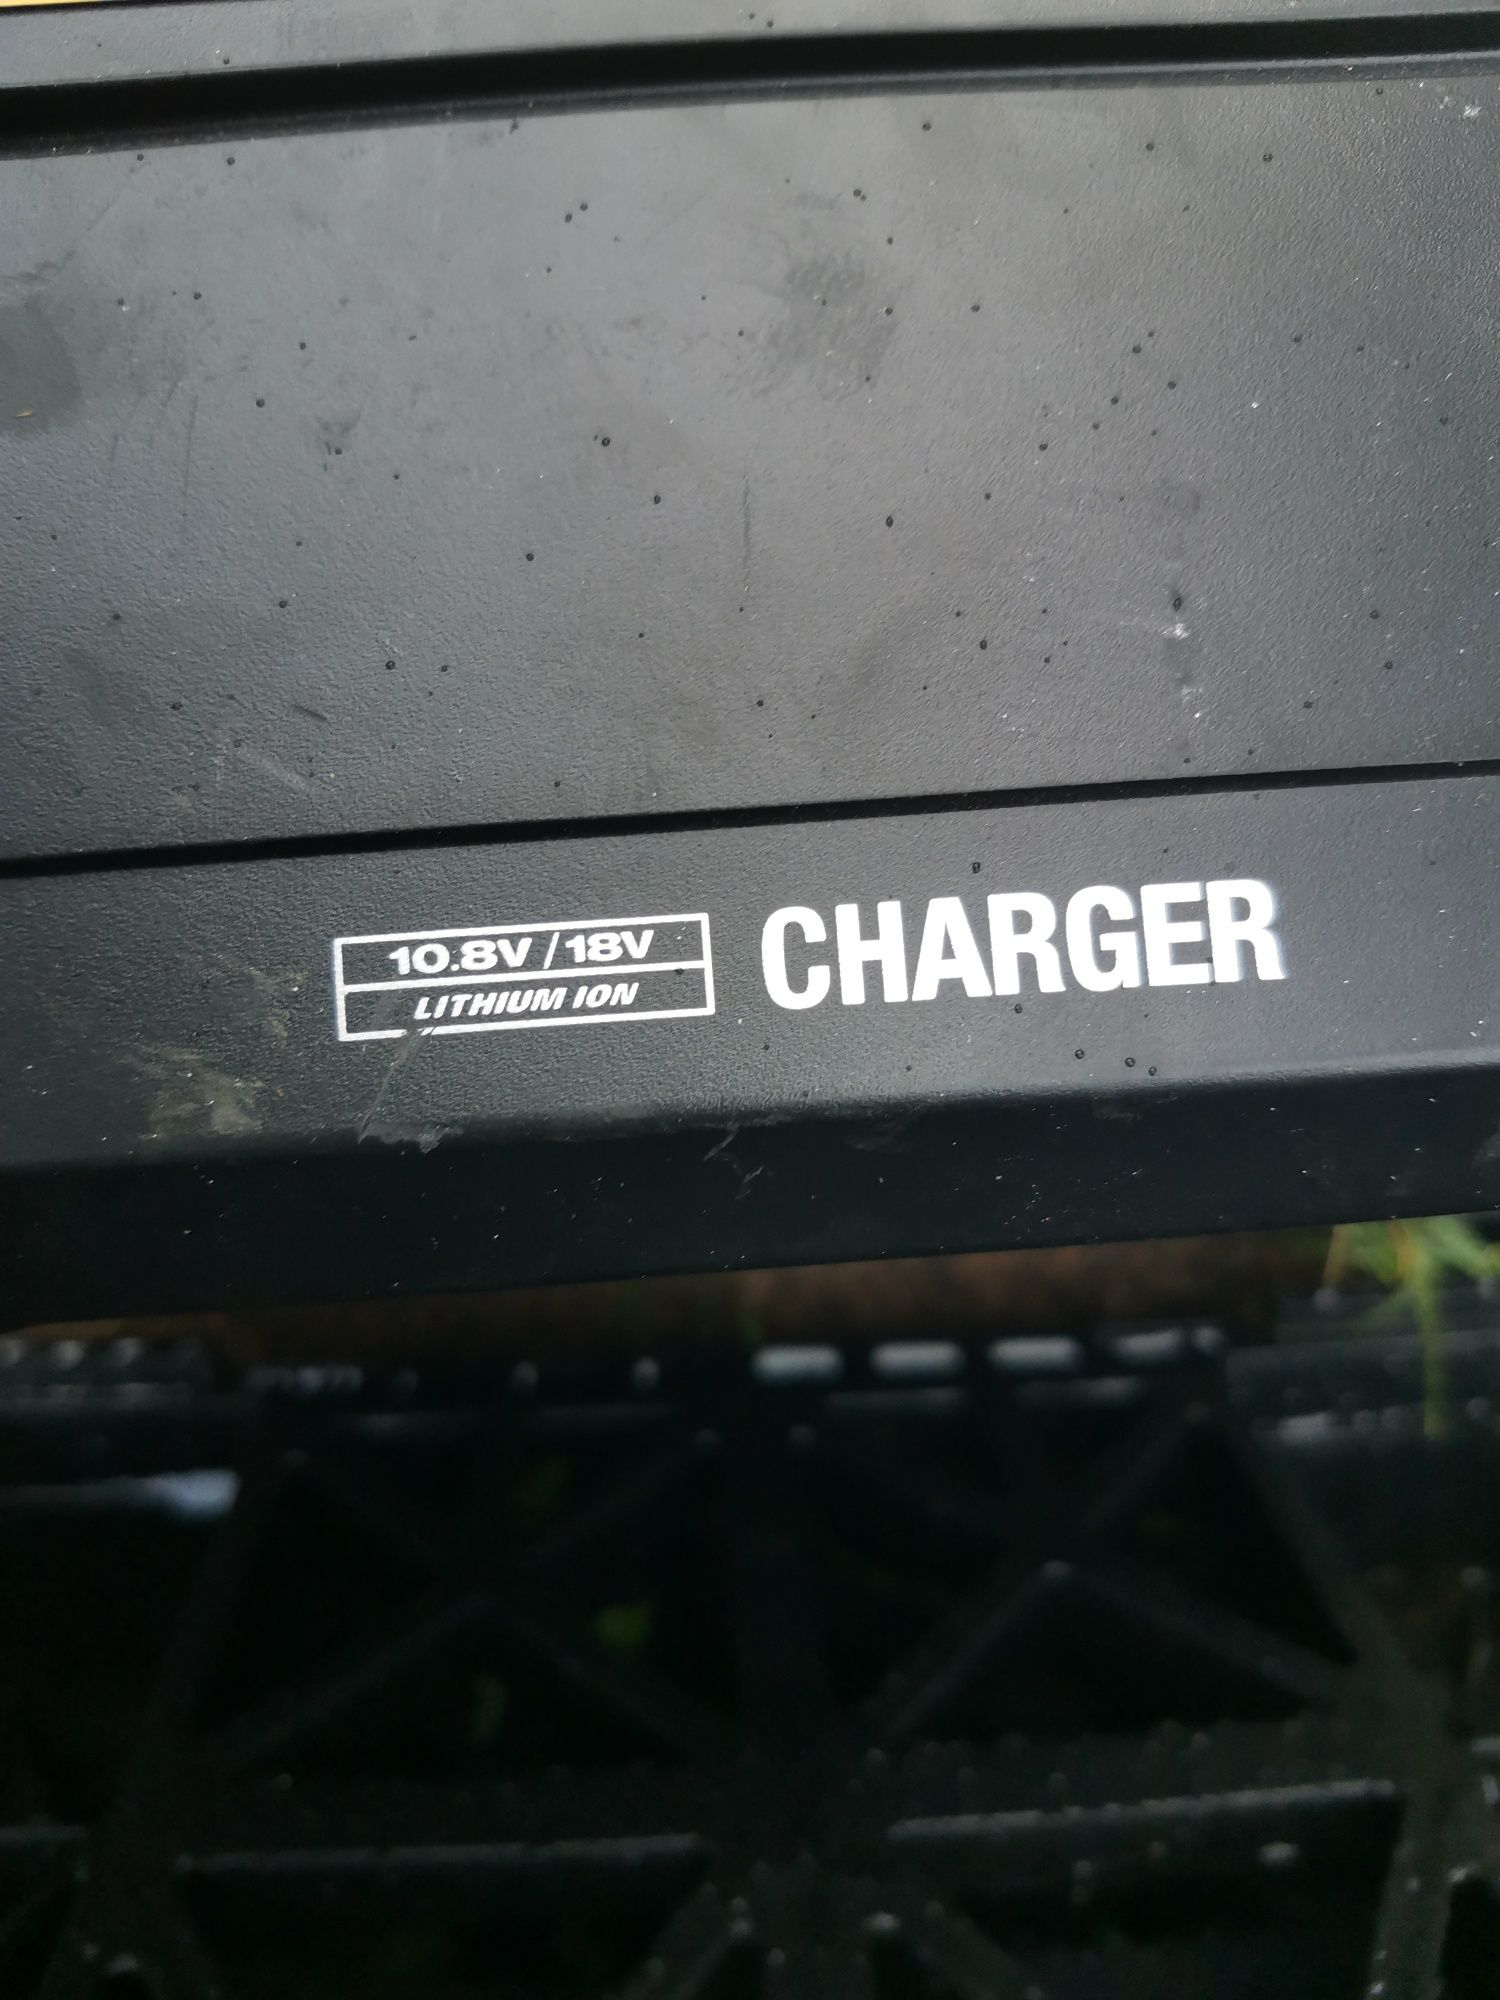 10.8V / 18V
LITHIUM ION
CHARGER